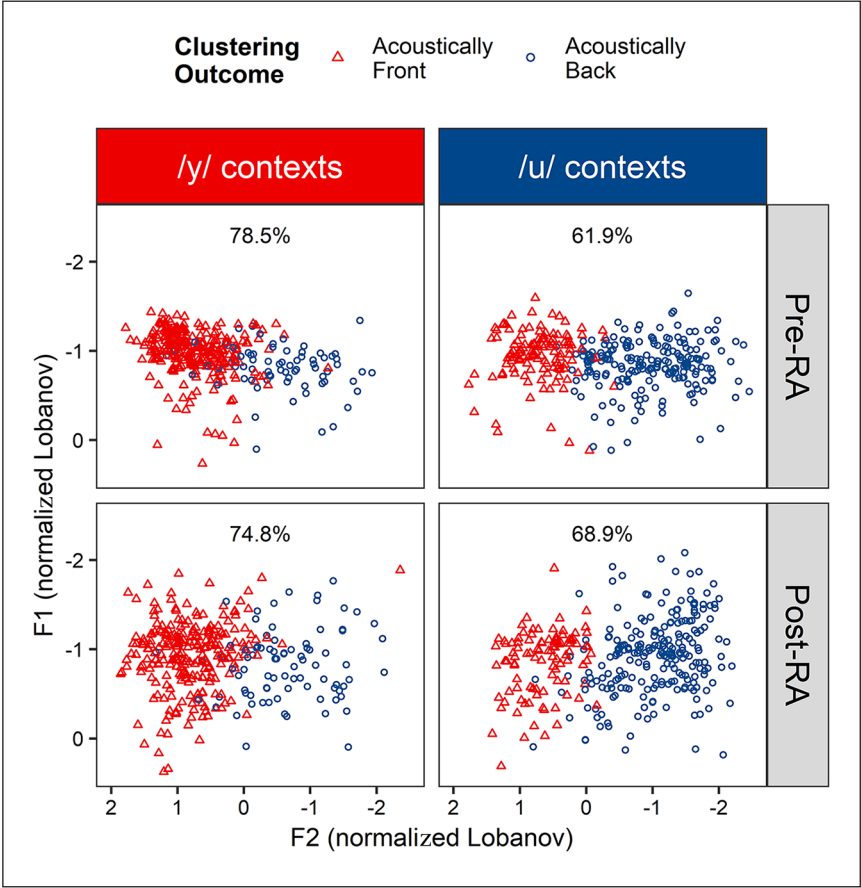 Clustering Outcome
Acoustically Front
Acoustically Back
/y/ contexts
/u/ contexts
78.5%
61.9%
Pre-RA
-2
-1
0
74.8%
68.9%
Post-RA
-2
-1
0
F1 (normalized Lobanov)
2 1 0 -1 -2
2 1 0 -1 -2
F2 (normalized Lobanov)